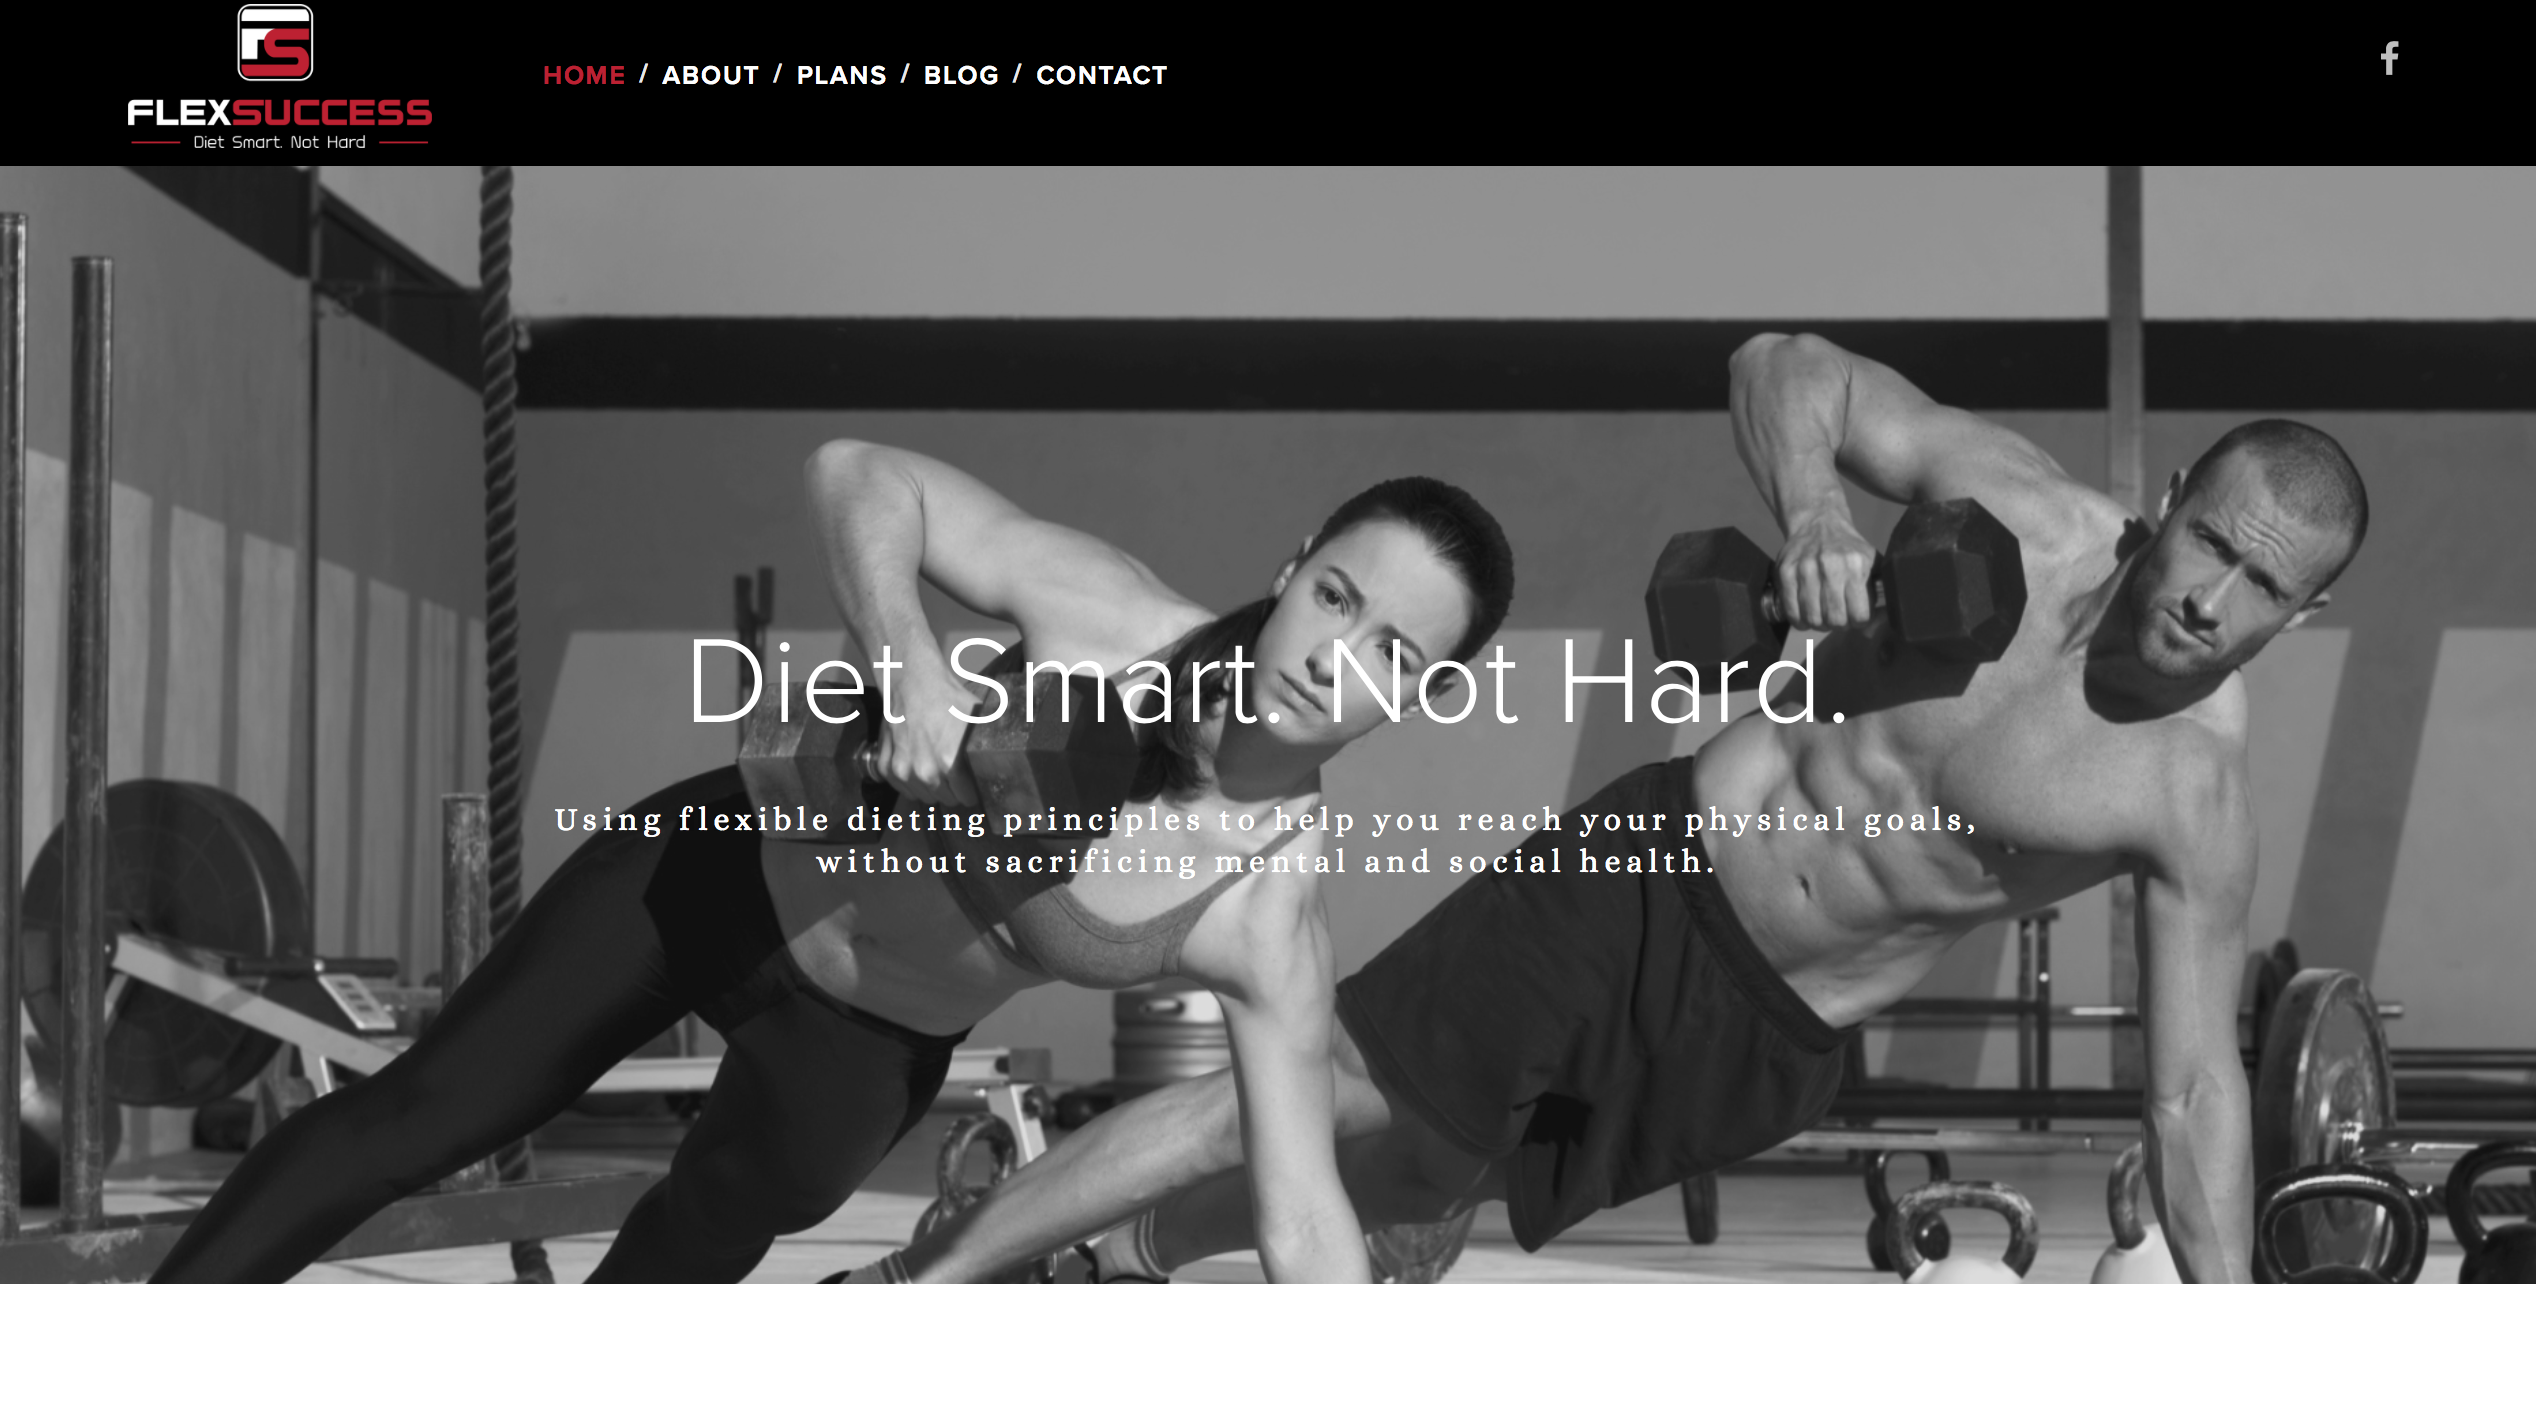 FS
FLEXSUCCESS
Diet Smart. Not Hard
HOME / ABOUT / PLANS / BLOG / CONTACT
f
Diet Smart. Not Hard.
Using flexible dieting principles to help you reach your physical goals,
without sacrificing mental and social health.